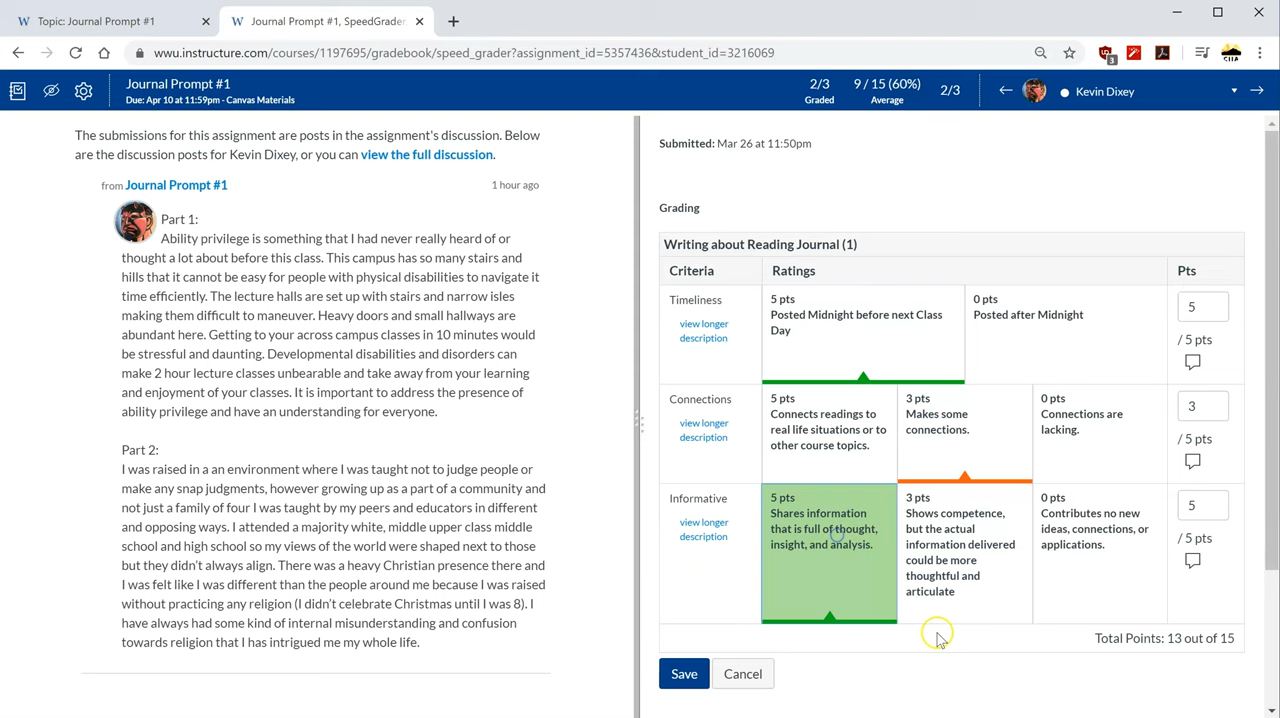 Topic: Journal Prompt #1
Journal Prompt #1, SpeedGrader,
wwu.instructure.com/courses/1197695/gradebook/speed_grader?assignment_id=5357436&student_id=3216069
3
Journal Prompt #1
Due: Apr 10 at 11:59pm - Canvas Materials
2/3
Graded
9 / 15 (60%)
Average
2/3
Kevin Dixey
The submissions for this assignment are posts in the assignment's discussion. Below
are the discussion posts for Kevin Dixey, or you can view the full discussion.
from Journal Prompt #1
1 hour ago
Part 1:
Ability privilege is something that I had never really heard of or
thought a lot about before this class. This campus has so many stairs and
hills that it cannot be easy for people with physical disabilities to navigate it
time efficiently. The lecture halls are set up with stairs and narrow isles
making them difficult to maneuver. Heavy doors and small hallways are
abundant here. Getting to your across campus classes in 10 minutes would
be stressful and daunting. Developmental disabilities and disorders can
make 2 hour lecture classes unbearable and take away from your learning
and enjoyment of your classes. It is important to address the presence of
ability privilege and have an understanding for everyone.
Part 2:
I was raised in a an environment where I was taught not to judge people or
make any snap judgments, however growing up as a part of a community and
not just a family of four I was taught by my peers and educators in different
and opposing ways. I attended a majority white, middle upper class middle
school and high school so my views of the world were shaped next to those
but they didn't always align. There was a heavy Christian presence there and
I was felt like I was different than the people around me because I was raised
without practicing any religion (I didn't celebrate Christmas until I was 8). I
have always had some kind of internal misunderstanding and confusion
towards religion that I has intrigued me my whole life.
Submitted: Mar 26 at 11:50pm
Grading
Writing about Reading Journal (1)
Criteria
Ratings
Pts
Timeliness
view longer
description
5 pts
Posted Midnight before next Class
Day
0 pts
Posted after Midnight
5
/ 5 pts
Connections
view longer
description
5 pts
Connects readings to
real life situations or to
other course topics.
3 pts
Makes some
connections.
0 pts
Connections are
lacking.
3
/ 5 pts
Informative
view longer
description
5 pts
Shares information
that is full of thought,
insight, and analysis.
3 pts
Shows competence,
but the actual
information delivered
could be more
thoughtful and
articulate
0 pts
Contributes no new
ideas, connections, or
applications.
5
/ 5 pts
Total Points: 13 out of 15
Save
Cancel